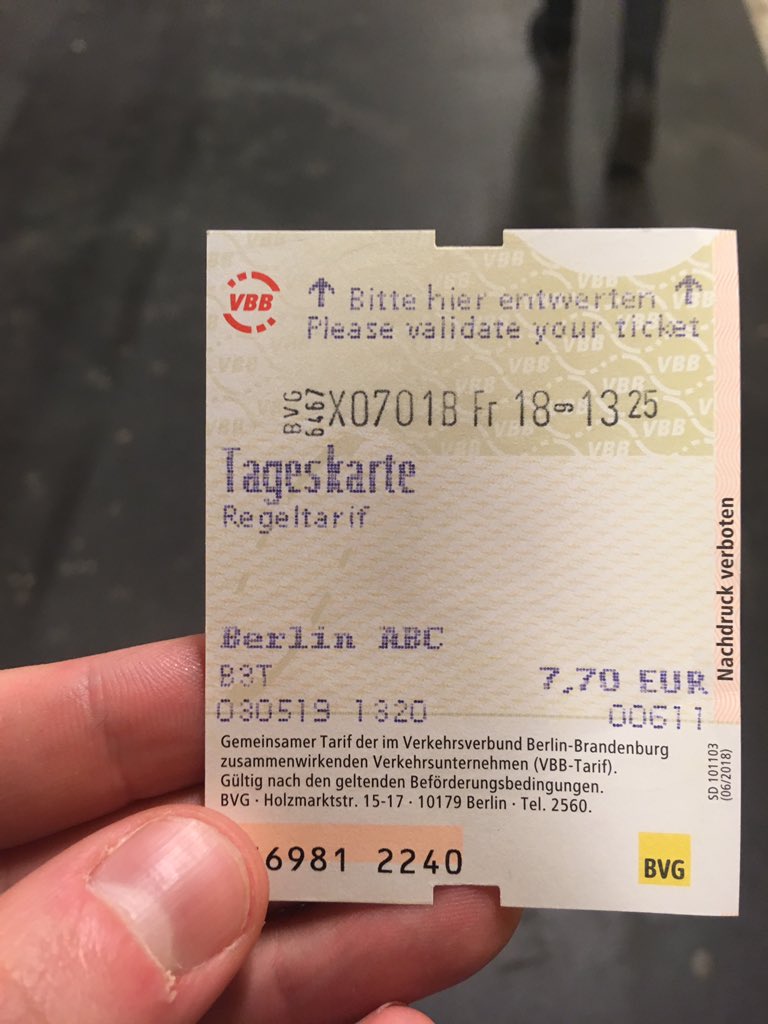 VBB
↑ Bitte hier entwerten ↑
Please validate your ticket
BVG
6467
X0701B Fr 18 9 13 25
Tageskarte
Regeltarif
Berlin ABC
B3T 7,70 EUR
030519 1320 00611
Gemeinsamer Tarif der im Verkehrsverbund Berlin-Brandenburg
zusammenwirkenden Verkehrsunternehmen (VBB-Tarif).
Gültig nach den geltenden Beförderungsbedingungen.
BVG · Holzmarktstr. 15-17 · 10179 Berlin · Tel. 2560.
6981 2240
BVG
Nachdruck verboten
SD 101103
(06/2018)